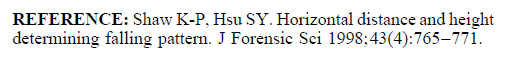 REFERENCE: Shaw K-P, Hsu SY. Horizontal distance and height
determining falling pattern. J Forensic Sci 1998;43(4):765–771.